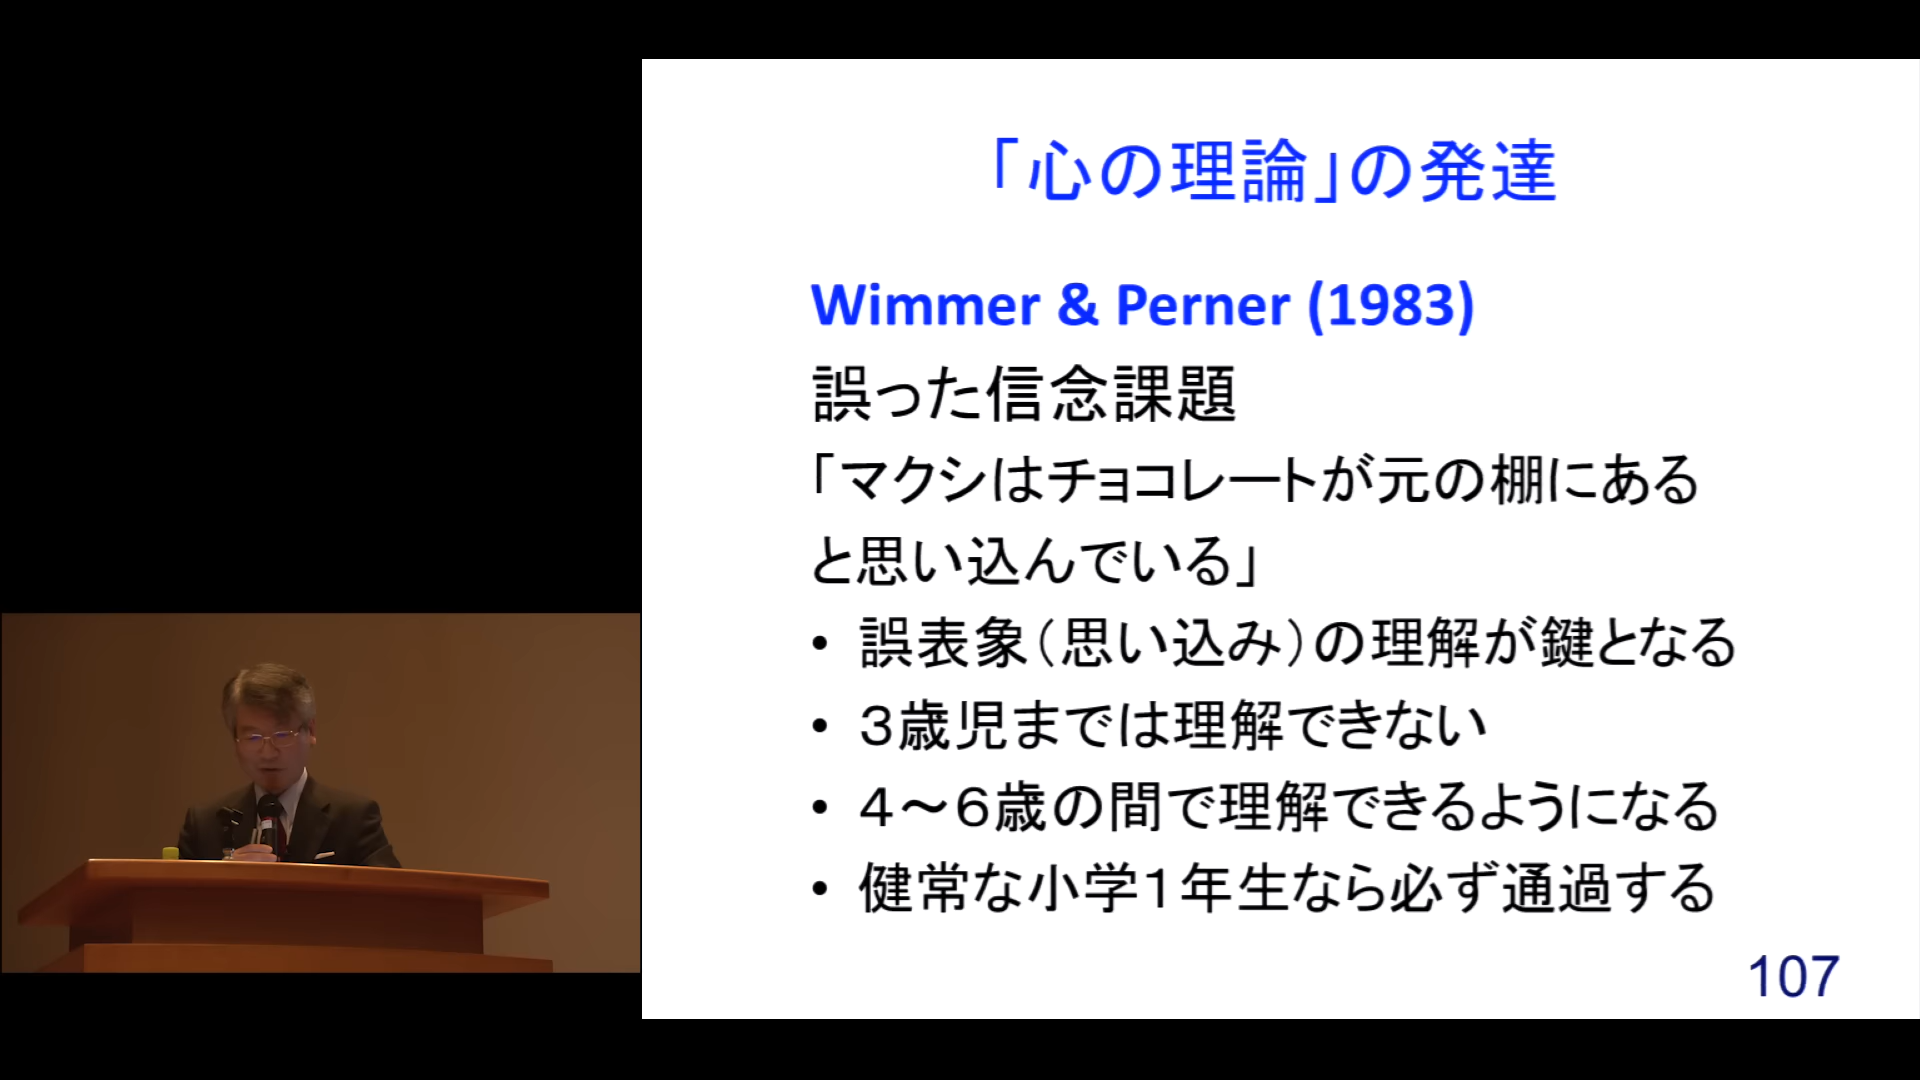 「心の理論」の発達
Wimmer & Perner (1983)
誤った信念課題
「マクシはチョコレートが元の棚にある
と思い込んでいる」
• 誤表象(思い込み)の理解が鍵となる
• 3歳児までは理解できない
• 4～6歳の間で理解できるようになる
• 健常な小学1年生なら必ず通過する
107